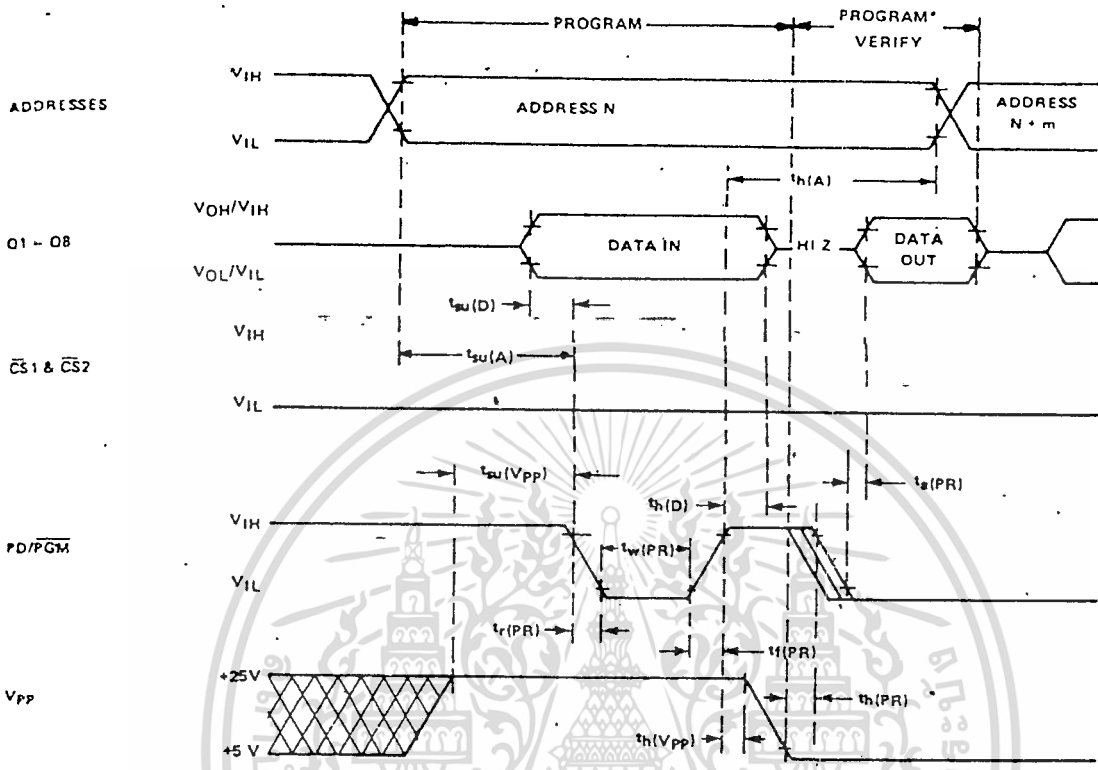 PROGRAM
PROGRAM*
VERIFY
VIH
ADDRESSES
ADDRESS N
ADDRESS
N + m
VIL
th(A)
VOH/VIH
Q1 – Q8
DATA IN
HI Z
DATA
OUT
VOL/VIL
tsu(D)
VIH
tsu(A)
CS1 & CS2
VIL
tsu(VPP)
ta(PR)
th(D)
VIH
PD/PGM
tw(PR)
VIL
tr(PR)
tf(PR)
+25V
VPP
th(PR)
th(VPP)
+5 V